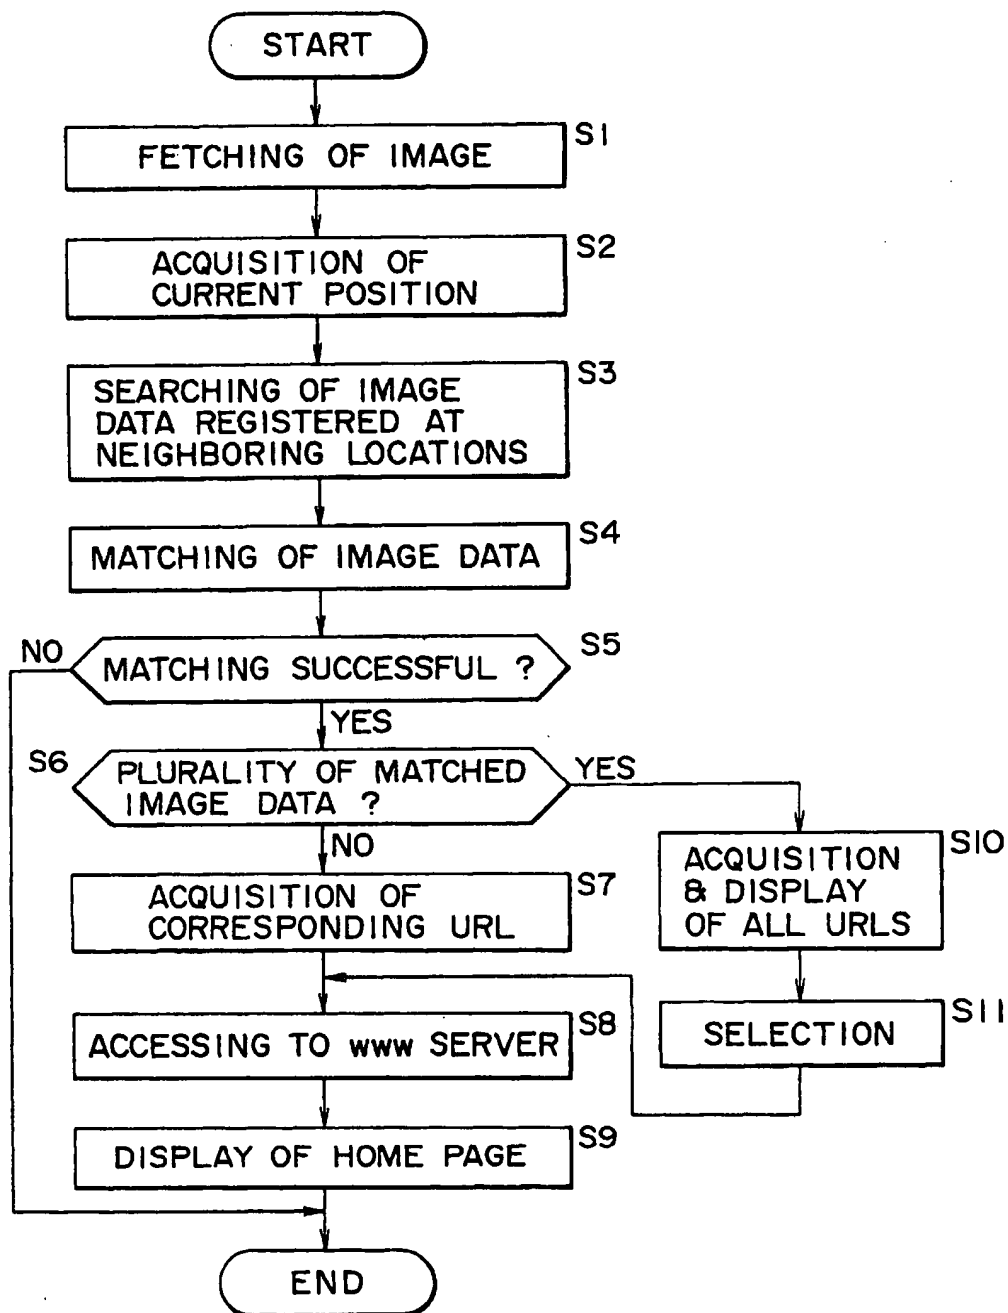 START
S1
FETCHING OF IMAGE
S2
ACQUISITION OF
CURRENT POSITION
S3
SEARCHING OF IMAGE
DATA REGISTERED AT
NEIGHBORING LOCATIONS
S4
MATCHING OF IMAGE DATA
S5
NO
MATCHING SUCCESSFUL ?
YES
S6
PLURALITY OF MATCHED
IMAGE DATA ?
YES
NO
S7
ACQUISITION OF
CORRESPONDING URL
S10
ACQUISITION
& DISPLAY
OF ALL URLS
S8
ACCESSING TO WWW SERVER
S11
SELECTION
S9
DISPLAY OF HOME PAGE
END